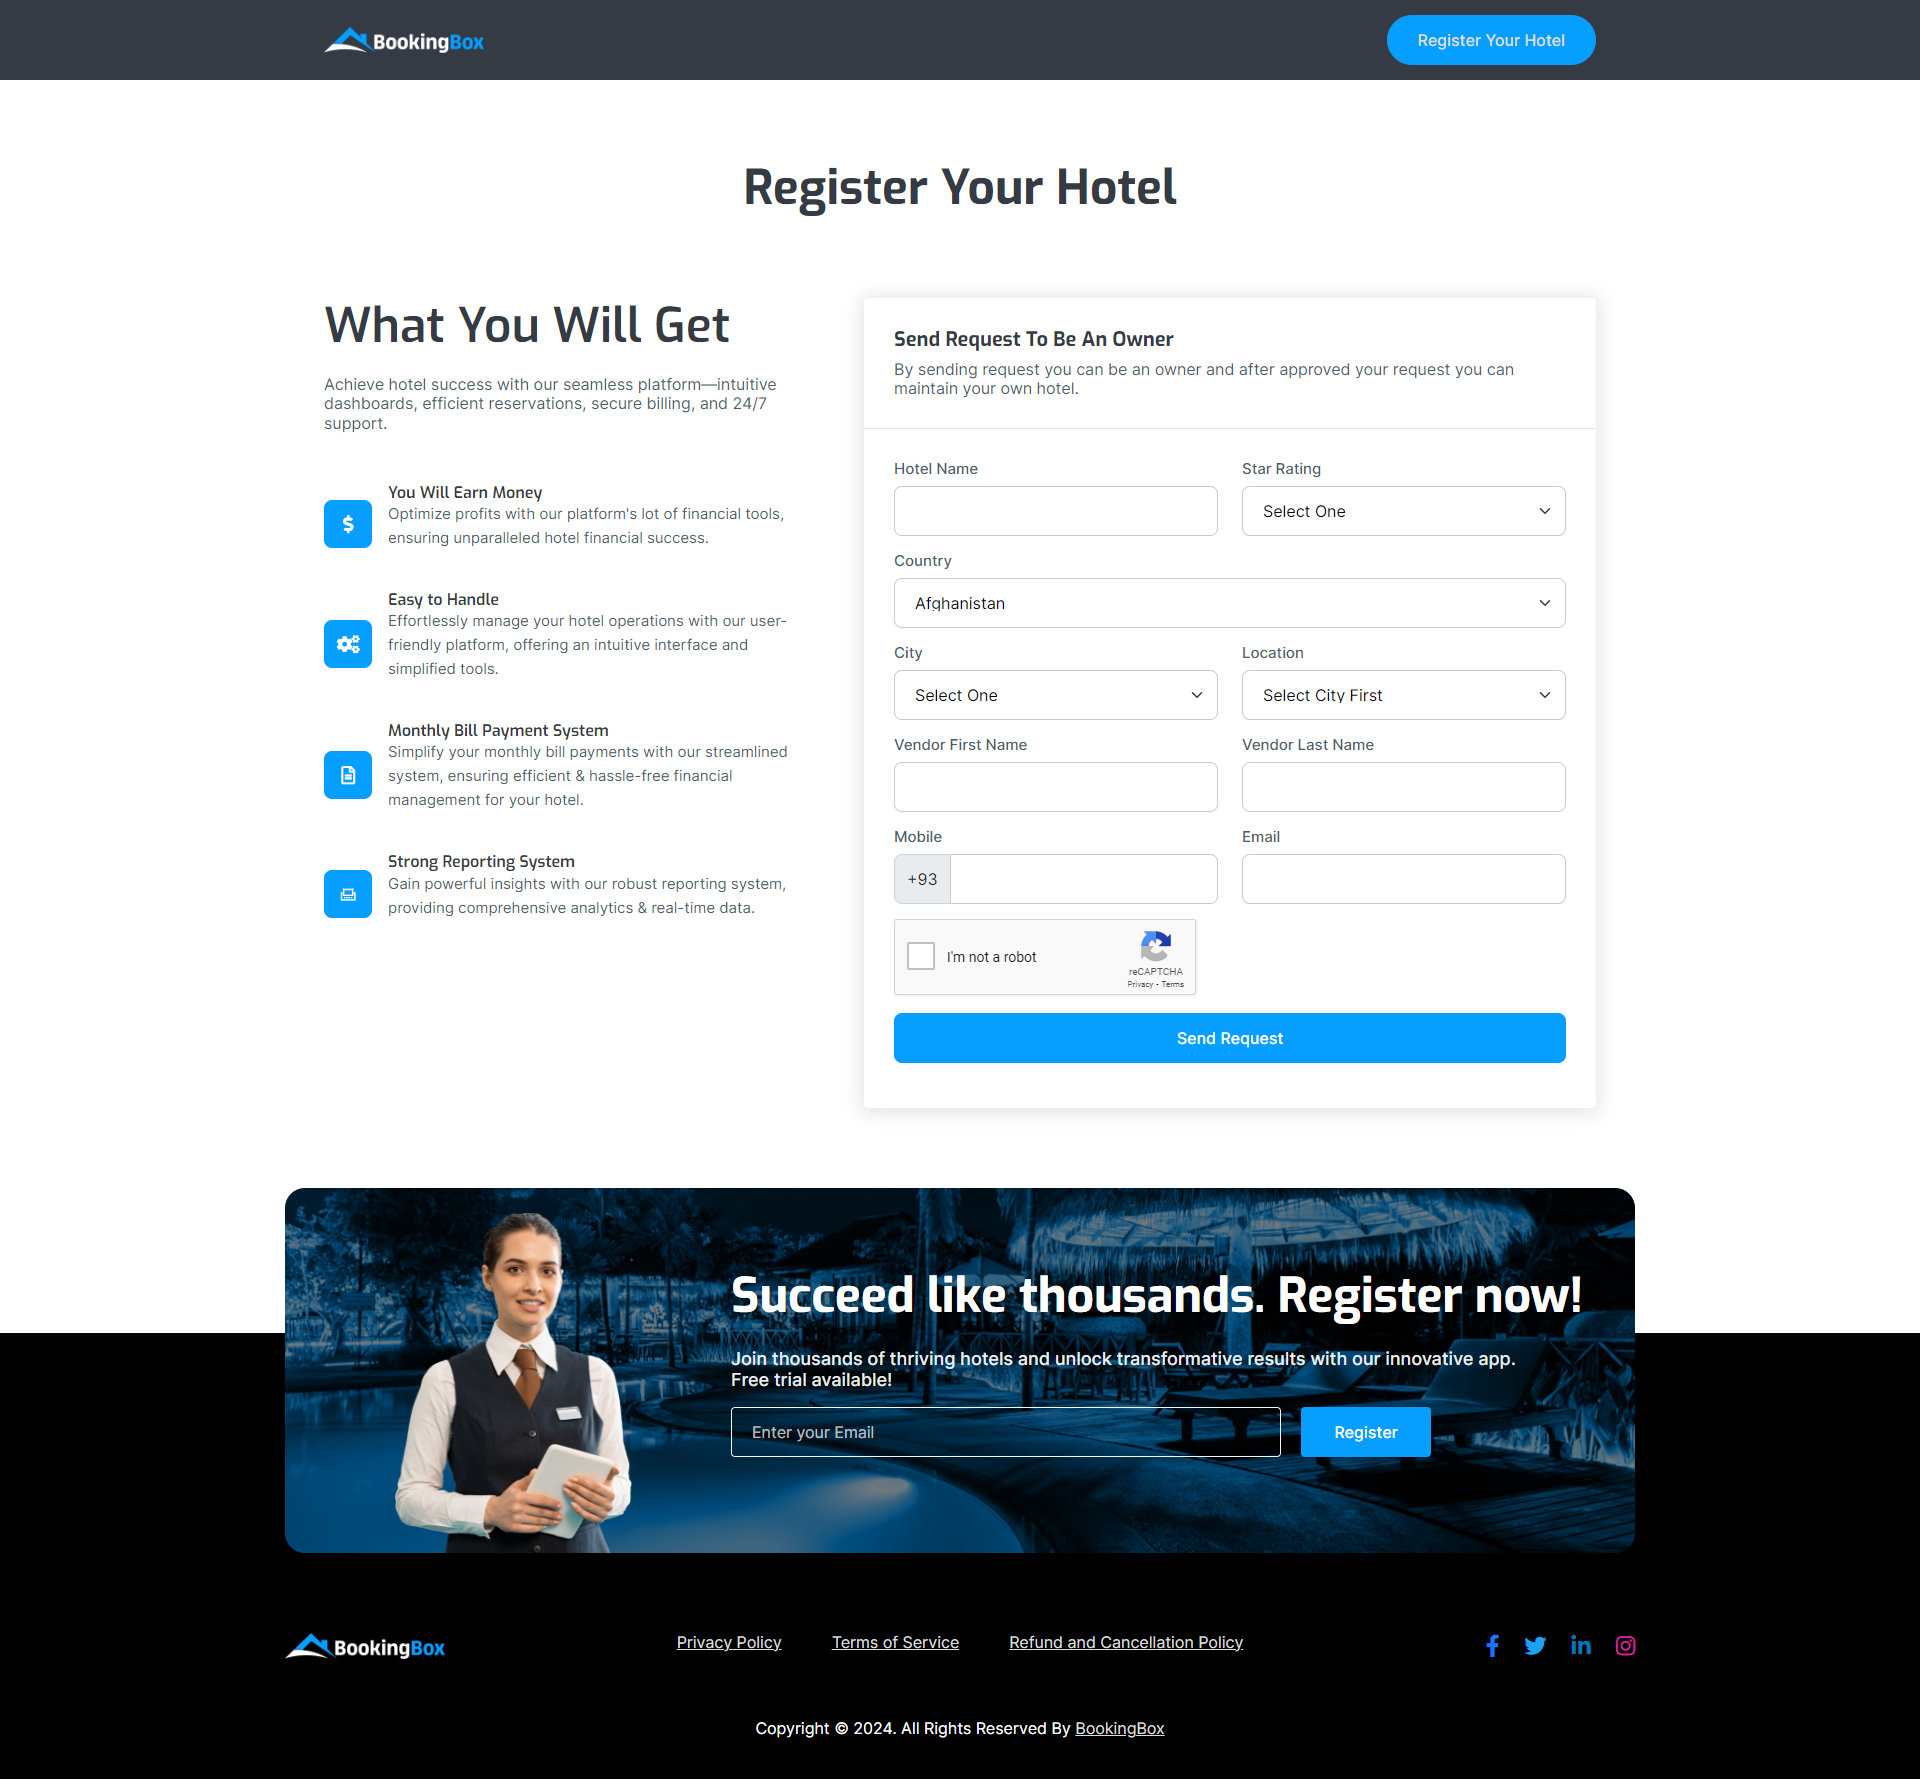 BookingBox
Register Your Hotel
Register Your Hotel
What You Will Get
Achieve hotel success with our seamless platform—intuitive
dashboards, efficient reservations, secure billing, and 24/7
support.
You Will Earn Money
Optimize profits with our platform's lot of financial tools,
ensuring unparalleled hotel financial success.
Easy to Handle
Effortlessly manage your hotel operations with our user-
friendly platform, offering an intuitive interface and
simplified tools.
Monthly Bill Payment System
Simplify your monthly bill payments with our streamlined
system, ensuring efficient & hassle-free financial
management for your hotel.
Strong Reporting System
Gain powerful insights with our robust reporting system,
providing comprehensive analytics & real-time data.
Send Request To Be An Owner
By sending request you can be an owner and after approved your request you can
maintain your own hotel.
Hotel Name
Star Rating
Select One
Country
Afghanistan
City
Location
Select One
Select City First
Vendor First Name
Vendor Last Name
Mobile
Email
+93
I'm not a robot
reCAPTCHA
Privacy - Terms
Send Request
Succeed like thousands. Register now!
Join thousands of thriving hotels and unlock transformative results with our innovative app.
Free trial available!
Enter your Email
Register
BookingBox
Privacy Policy
Terms of Service
Refund and Cancellation Policy
Copyright © 2024. All Rights Reserved By BookingBox